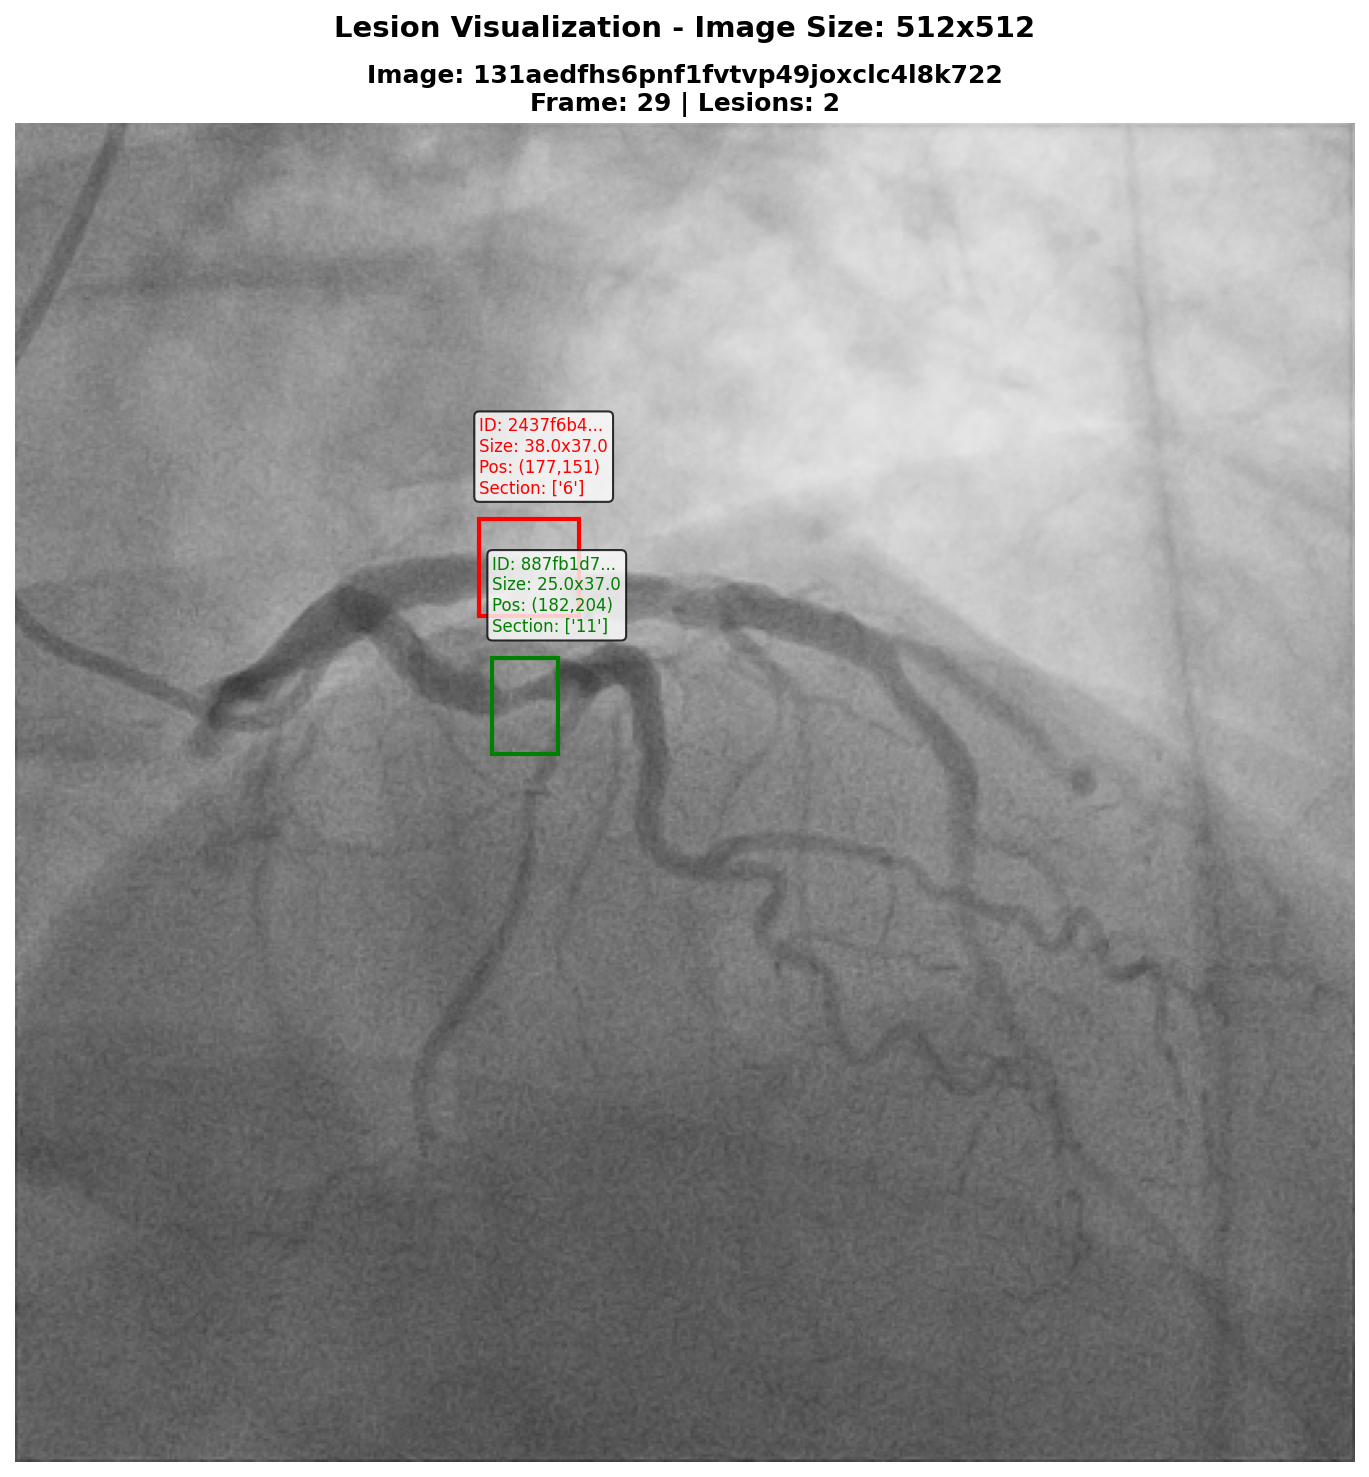 Lesion Visualization - Image Size: 512x512
Image: 131aedfhs6pnf1fvtvp49joxclc4l8k722
Frame: 29 | Lesions: 2
ID: 2437f6b4...
Size: 38.0x37.0
Pos: (177,151)
Section: ['6']
ID: 887fb1d7...
Size: 25.0x37.0
Pos: (182,204)
Section: ['11']